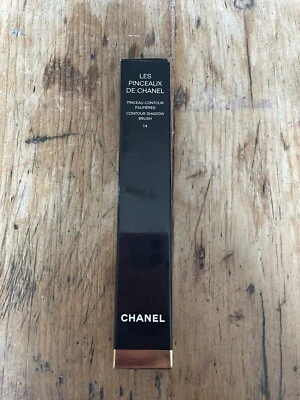 LES
PINCEAUX
DE CHANEL
PINCEAU CONTOUR
PAUPIÈRES
CONTOUR SHADOW
BRUSH
14
CHANEL